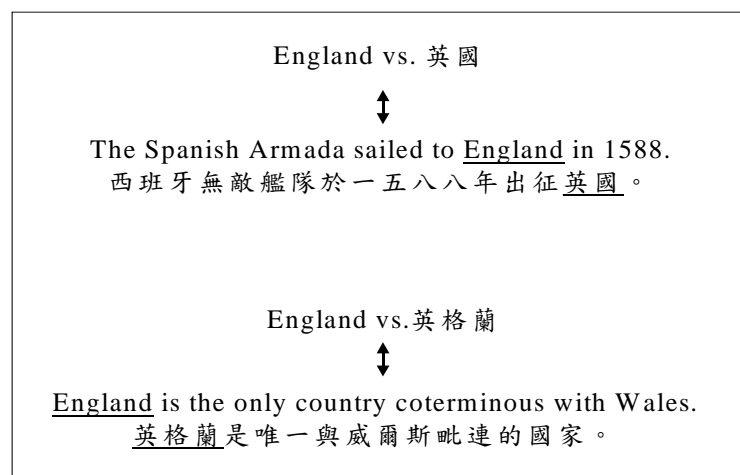 England vs. 英國
The Spanish Armada sailed to England in 1588.
西班牙無敵艦隊於一五八八年出征英國。
England vs.英格蘭
England is the only country coterminous with Wales.
英格蘭是唯一與威爾斯毗連的國家。